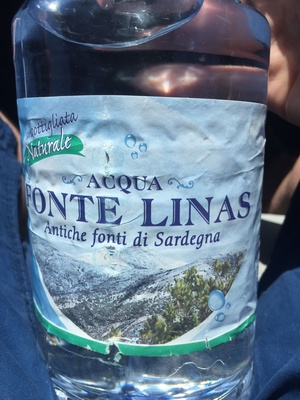 Naturale
ACQUA
FONTE LINAS
Antiche fonti di Sardegna